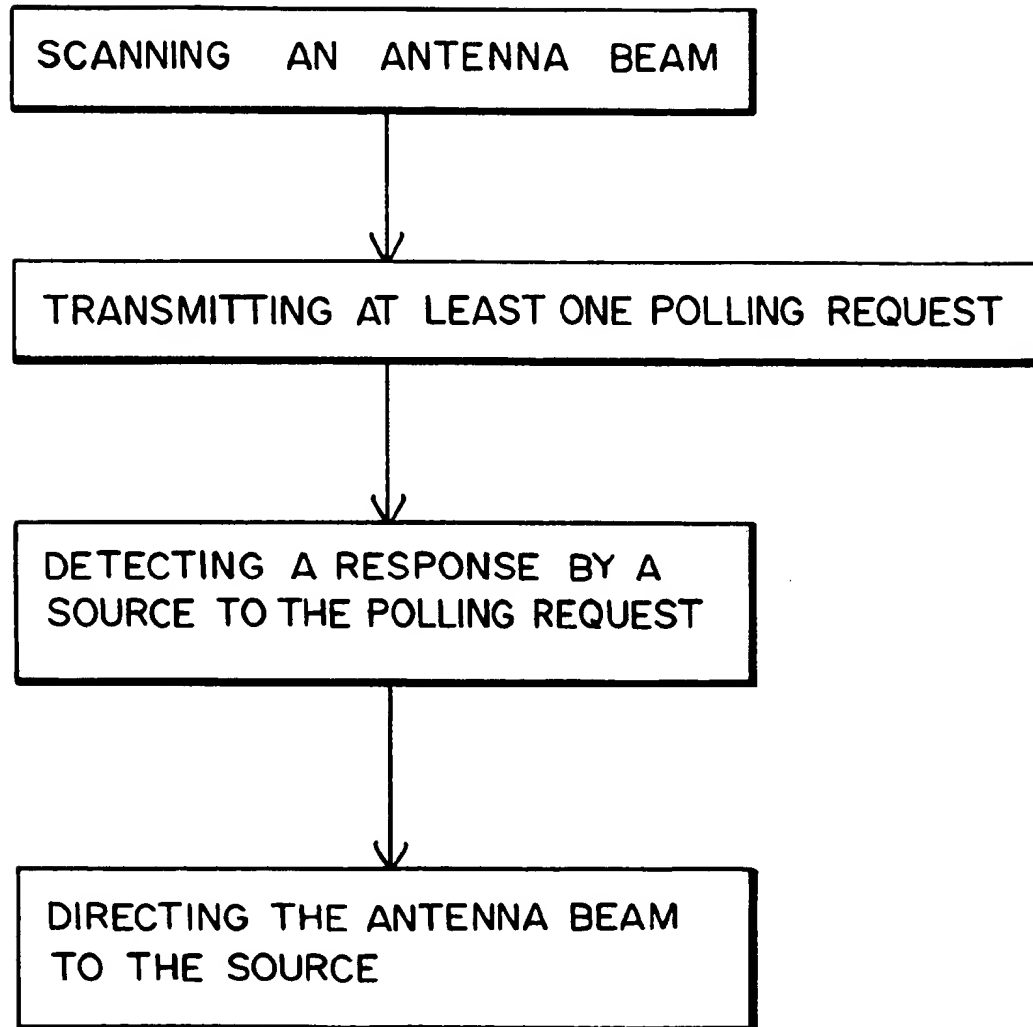 SCANNING AN ANTENNA BEAM
TRANSMITTING AT LEAST ONE POLLING REQUEST
DETECTING A RESPONSE BY A
SOURCE TO THE POLLING REQUEST
DIRECTING THE ANTENNA BEAM
TO THE SOURCE